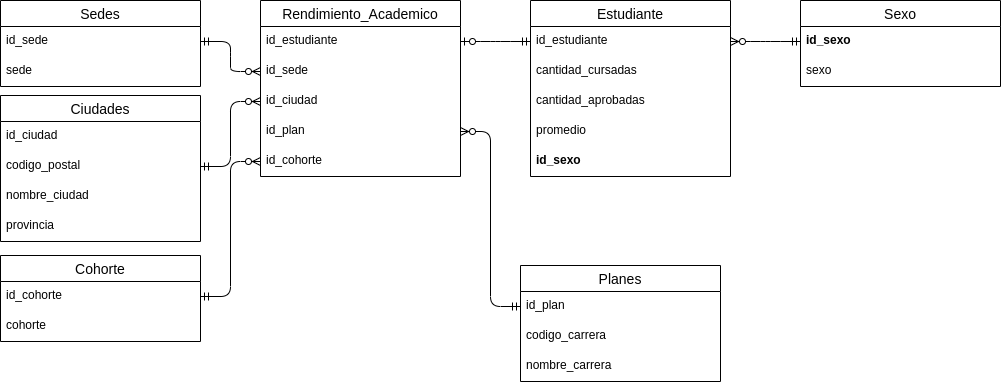 Sedes
id_sede
sede
Ciudades
id_ciudad
codigo_postal
nombre_ciudad
provincia
Cohorte
id_cohorte
cohorte
Rendimiento_Academico
id_estudiante
id_sede
id_ciudad
id_plan
id_cohorte
Estudiante
id_estudiante
cantidad_cursadas
cantidad_aprobadas
promedio
id_sexo
Sexo
id_sexo
sexo
Planes
id_plan
codigo_carrera
nombre_carrera